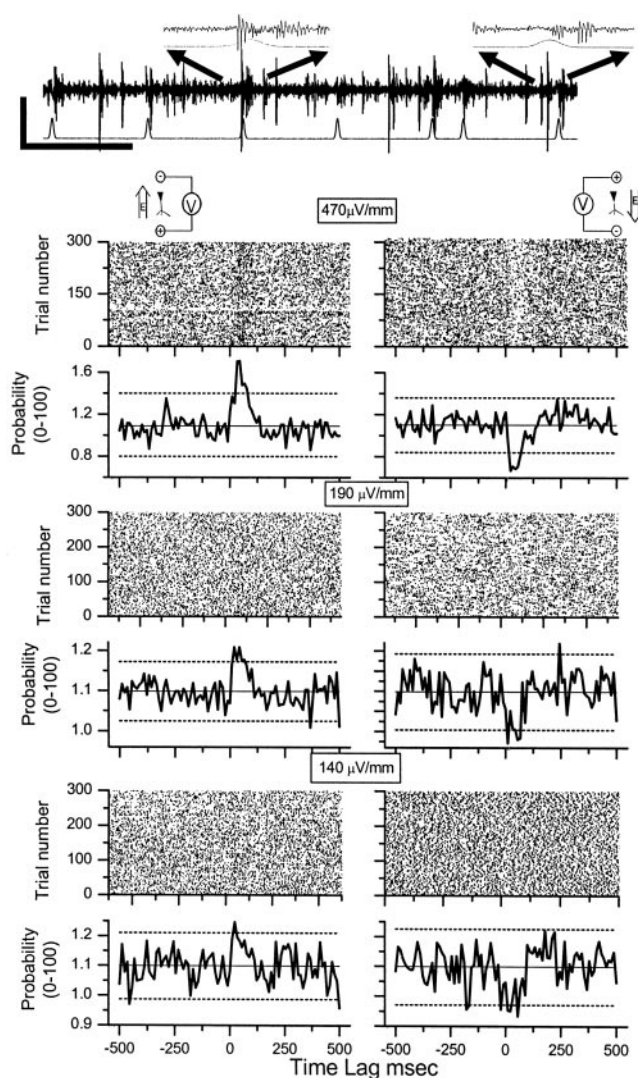 - V + E
470µV/mm
+ V - E
Trial number
300
150
0
Probability
(0-100)
1.6
1.2
0.8
190 µV/mm
Trial number
300
200
100
0
Probability
(0-100)
1.2
1.1
1.0
140 µV/mm
Trial number
300
200
100
0
Probability
(0-100)
1.2
1.1
1.0
0.9
-500 -250 0 250 500 -500 -250 0 250 500
Time Lag msec